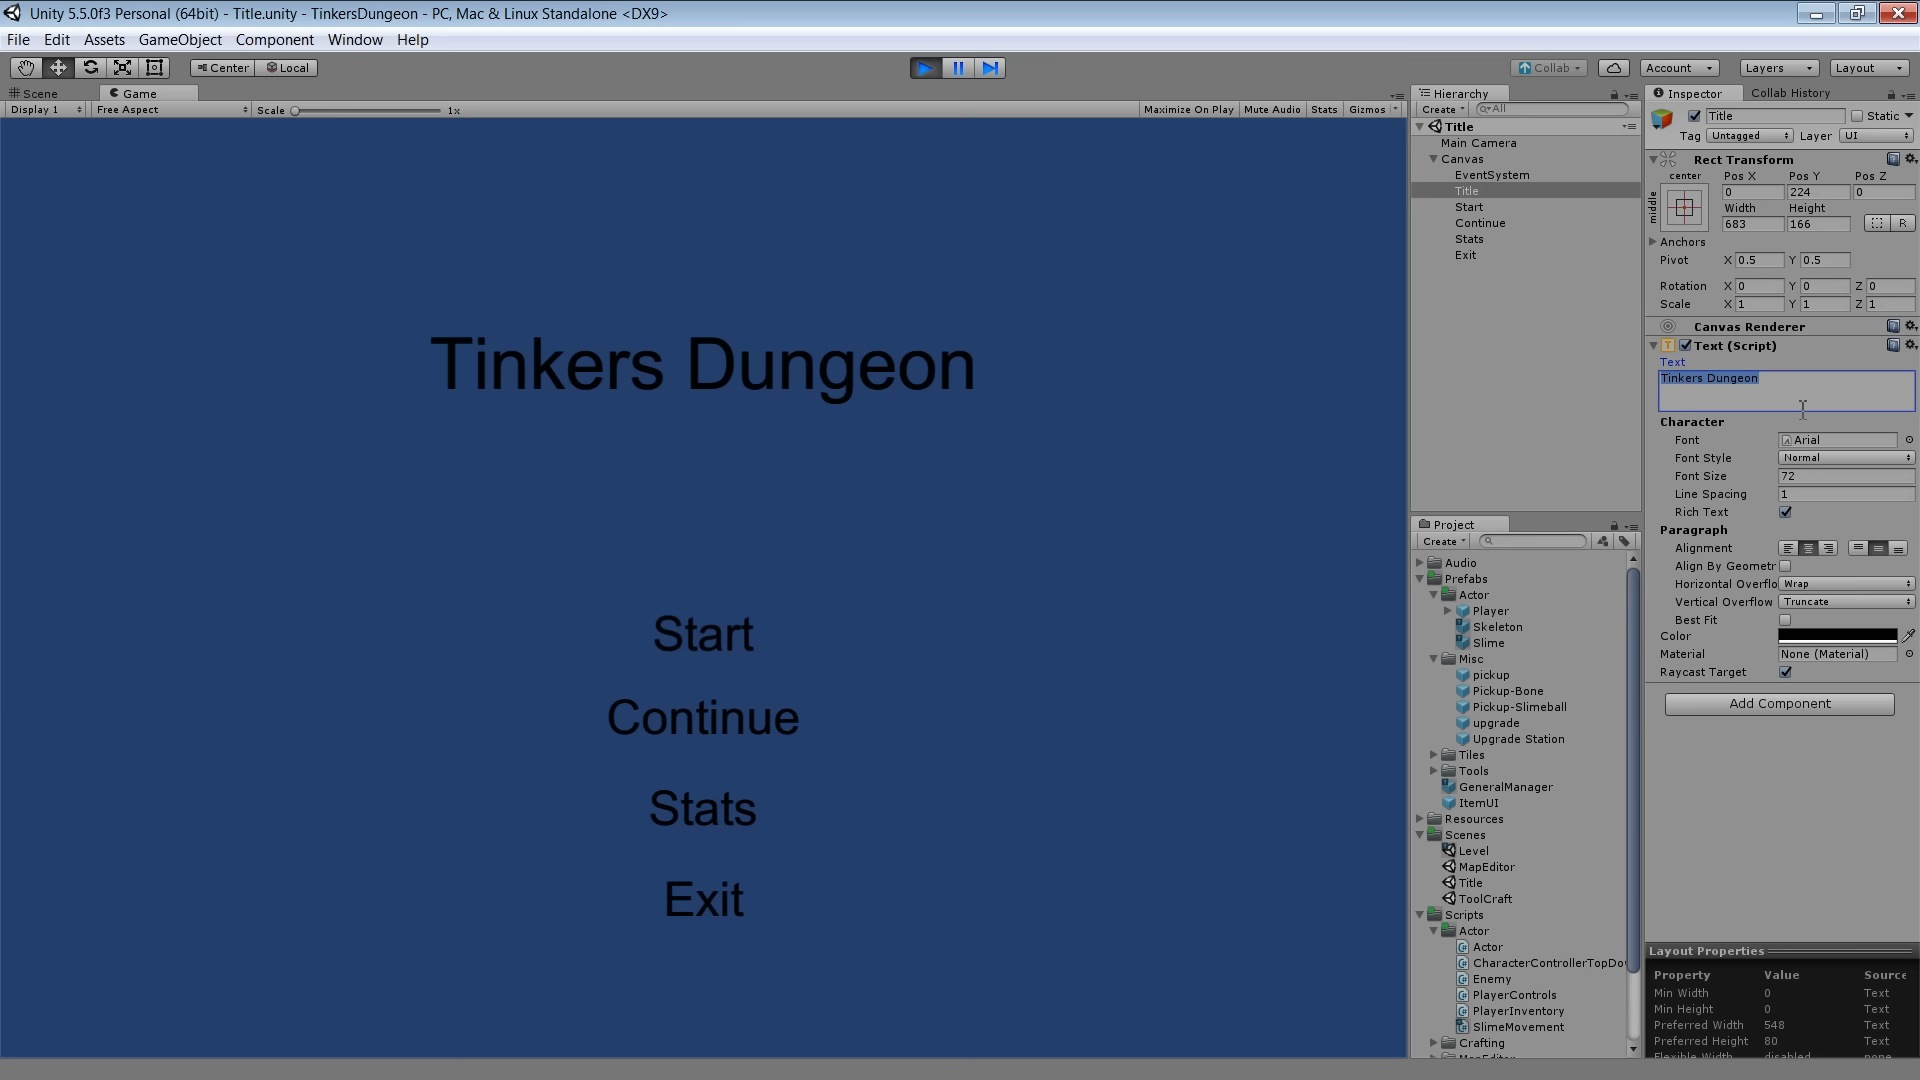 Unity 5.5.0f3 Personal (64bit) - Title.unity - TinkersDungeon - PC, Mac & Linux Standalone <DX9>
File Edit Assets GameObject Component Window Help
Center Local Collab Account Layers Layout
Scene Game
Display 1 Free Aspect Scale 1x Maximize On Play Mute Audio Stats Gizmos
Tinkers Dungeon
Start
Continue
Stats
Exit
Hierarchy
Create All
Title
Main Camera
Canvas
EventSystem
Title
Start
Continue
Stats
Exit
Project
Create
Audio
Prefabs
Actor
Player
Skeleton
Slime
Misc
pickup
Pickup-Bone
Pickup-Slimeball
upgrade
Upgrade Station
Tiles
Tools
GeneralManager
ItemUI
Resources
Scenes
Level
MapEditor
Title
ToolCraft
Scripts
Actor
Actor
CharacterControllerTopDo
Enemy
PlayerControls
PlayerInventory
SlimeMovement
Crafting
Inspector Collab History
Title Static
Tag Untagged Layer UI
Rect Transform
center Pos X Pos Y Pos Z
middle 0 224 0
Width Height
683 166 R
Anchors
Pivot X 0.5 Y 0.5
Rotation X 0 Y 0 Z 0
Scale X 1 Y 1 Z 1
Canvas Renderer
Text (Script)
Text
Tinkers Dungeon
Character
Font Arial
Font Style Normal
Font Size 72
Line Spacing 1
Rich Text
Paragraph
Alignment
Align By Geometr
Horizontal Overflo Wrap
Vertical Overflow Truncate
Best Fit
Color
Material None (Material)
Raycast Target
Add Component
Layout Properties
Property Value Source
Min Width 0 Text
Min Height 0 Text
Preferred Width 548 Text
Preferred Height 80 Text
Flexible Width disabled none